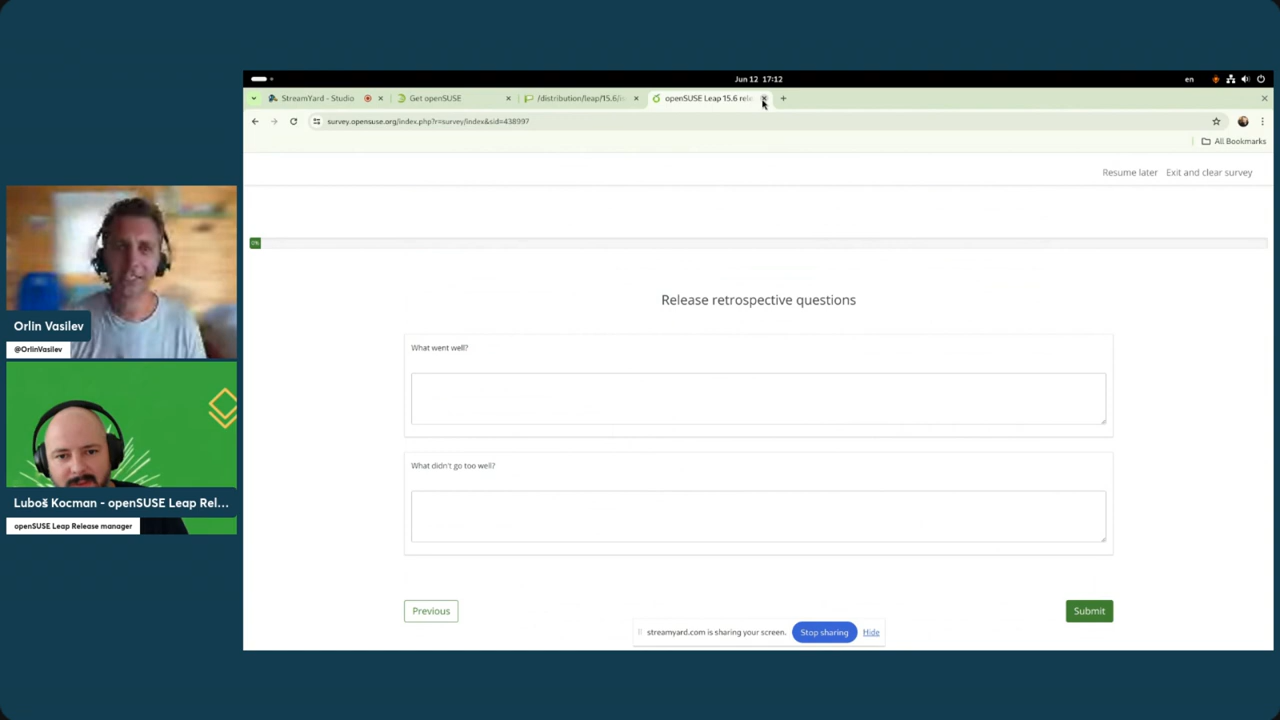 Jun 12 17:12
en
StreamYard - Studio
Get openSUSE
/distribution/leap/15.6/i
openSUSE Leap 15.6 rele
survey.opensuse.org/index.php?r=survey/index&sid=438997
All Bookmarks
Resume later
Exit and clear survey
0%
Release retrospective questions
What went well?
What didn't go too well?
Previous
Submit
streamyard.com is sharing your screen.
Stop sharing
Hide
Orlin Vasilev
@OrlinVasilev
Luboš Kocman - openSUSE Leap Rel...
openSUSE Leap Release manager